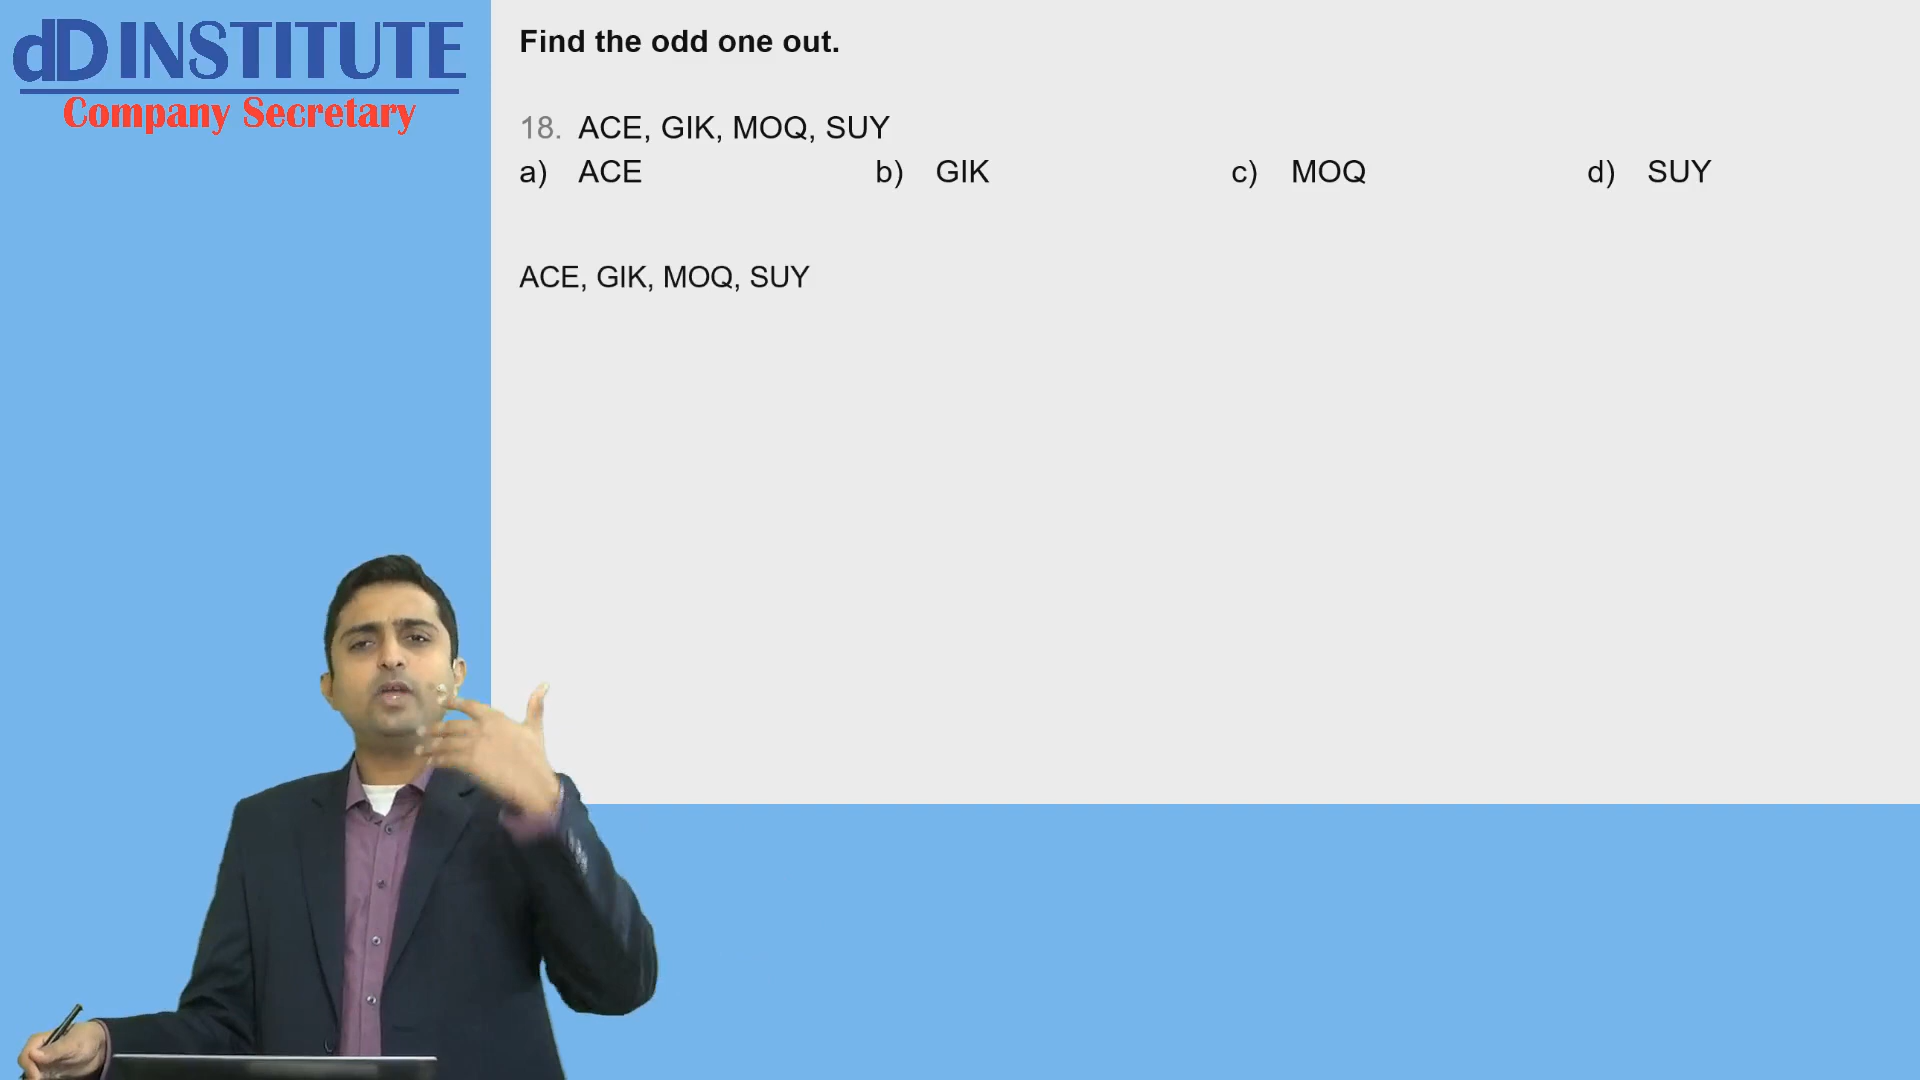 dD INSTITUTE
Company Secretary
Find the odd one out.
18. ACE, GIK, MOQ, SUY
a) ACE b) GIK c) MOQ d) SUY
ACE, GIK, MOQ, SUY